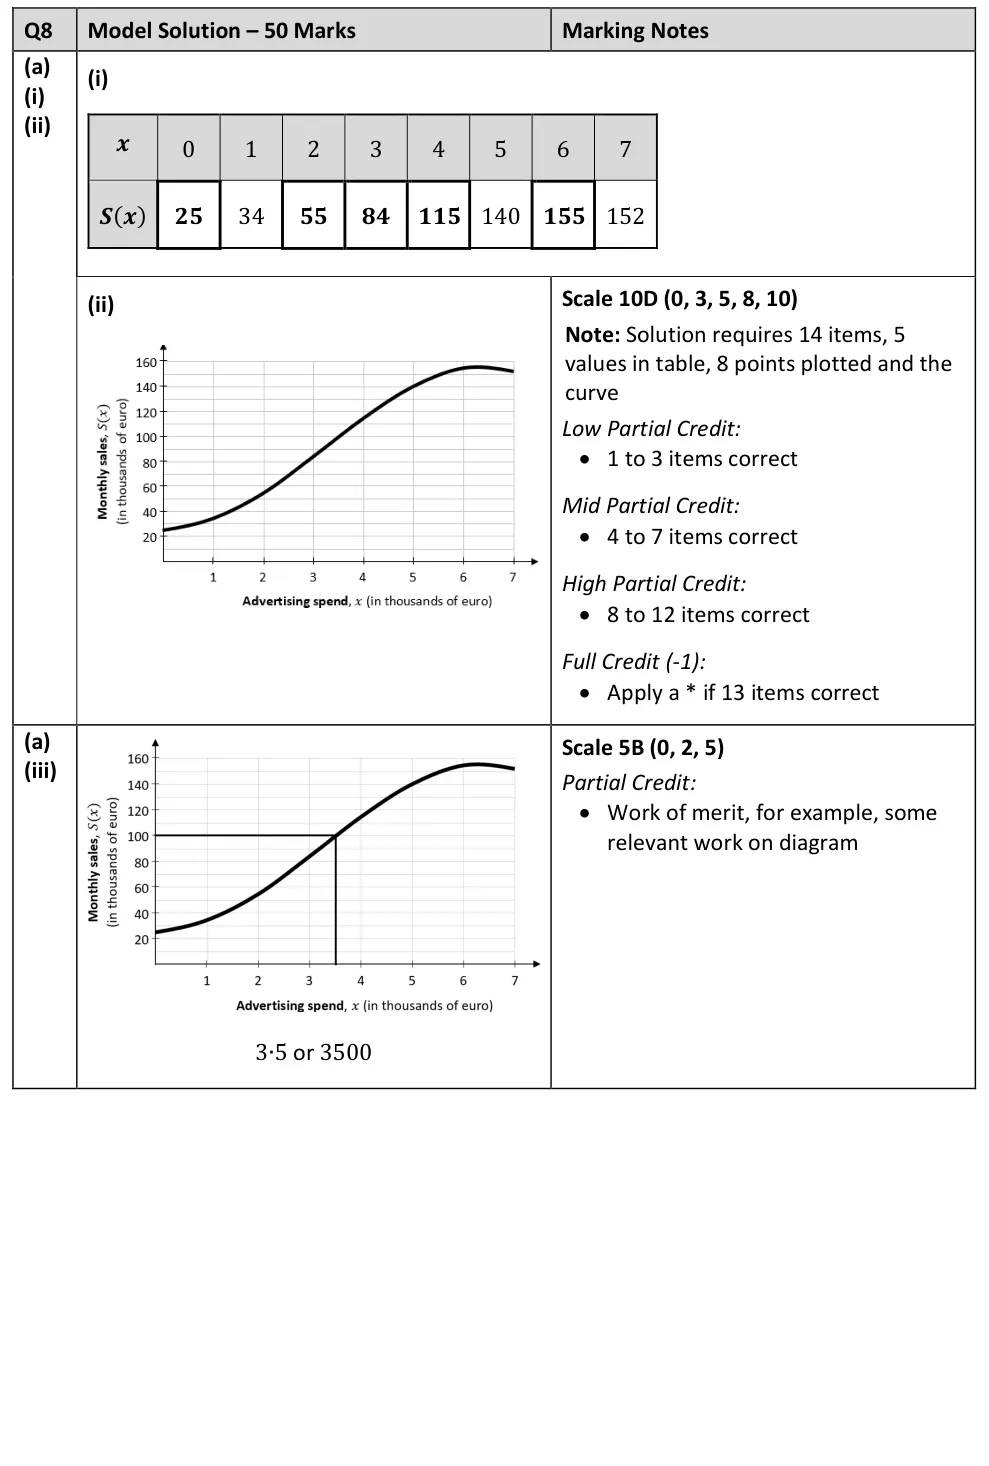 Q8 Model Solution – 50 Marks Marking Notes
(a)
(i)
(ii)
(i)
x 0 1 2 3 4 5 6 7
S(x) 25 34 55 84 115 140 155 152
(ii)
160
140
120
100
80
60
40
20
Monthly sales, S(x)
(in thousands of euro)
1 2 3 4 5 6 7
Advertising spend, x (in thousands of euro)
Scale 10D (0, 3, 5, 8, 10)
Note: Solution requires 14 items, 5
values in table, 8 points plotted and the
curve
Low Partial Credit:
• 1 to 3 items correct
Mid Partial Credit:
• 4 to 7 items correct
High Partial Credit:
• 8 to 12 items correct
Full Credit (-1):
• Apply a * if 13 items correct
(a)
(iii)
160
140
120
100
80
60
40
20
Monthly sales, S(x)
(in thousands of euro)
1 2 3 4 5 6 7
Advertising spend, x (in thousands of euro)
3·5 or 3500
Scale 5B (0, 2, 5)
Partial Credit:
• Work of merit, for example, some
relevant work on diagram